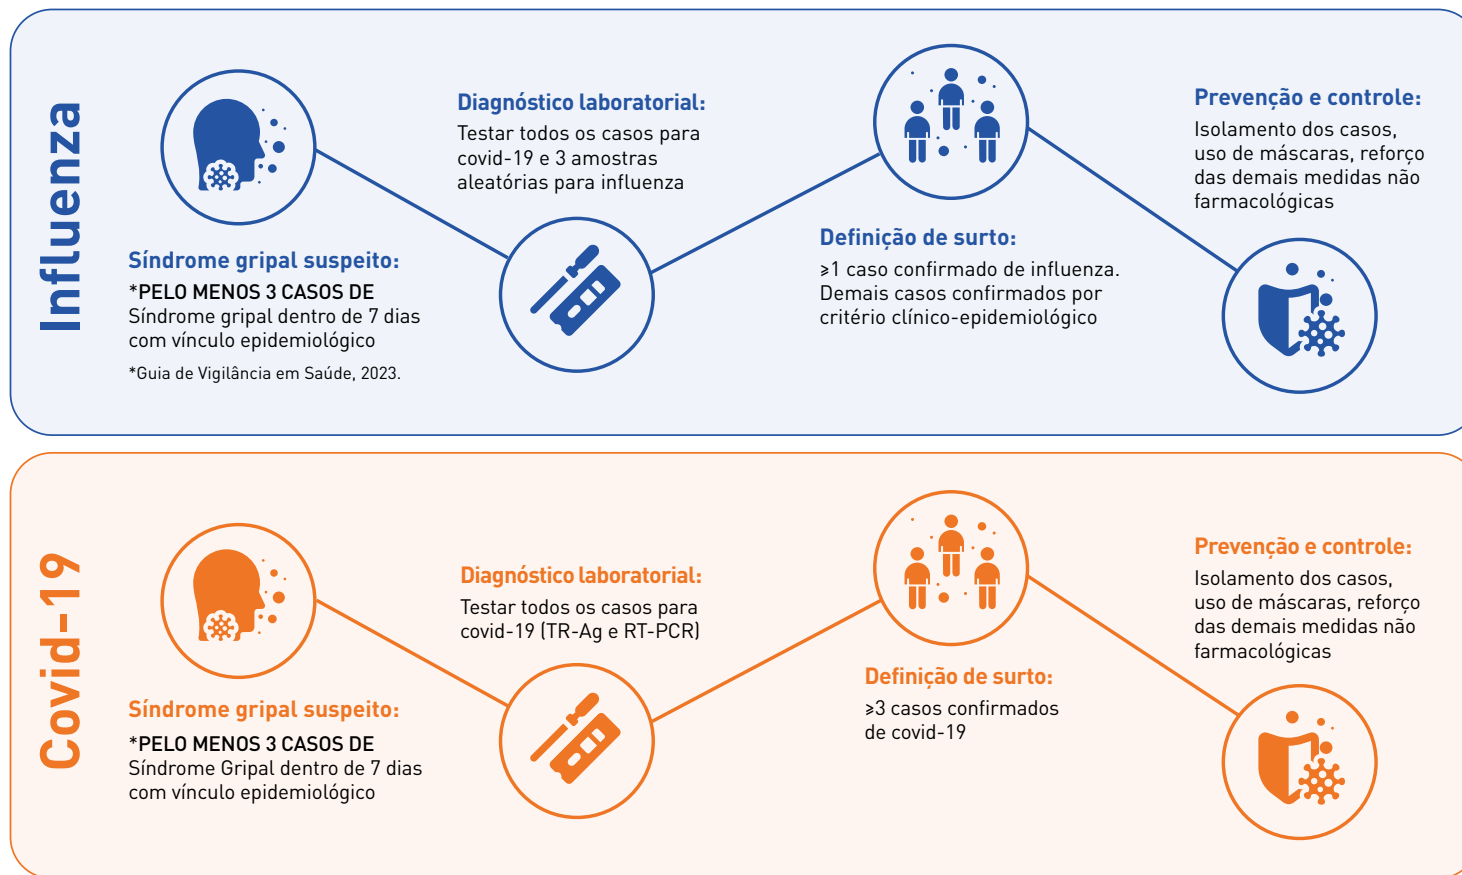 Influenza
Síndrome gripal suspeito:
*PELO MENOS 3 CASOS DE
Síndrome gripal dentro de 7 dias
com vínculo epidemiológico
*Guia de Vigilância em Saúde, 2023.
Diagnóstico laboratorial:
Testar todos os casos para
covid-19 e 3 amostras
aleatórias para influenza
Definição de surto:
≥1 caso confirmado de influenza.
Demais casos confirmados por
critério clínico-epidemiológico
Prevenção e controle:
Isolamento dos casos,
uso de máscaras, reforço
das demais medidas não
farmacológicas
Covid-19
Síndrome gripal suspeito:
*PELO MENOS 3 CASOS DE
Síndrome Gripal dentro de 7 dias
com vínculo epidemiológico
Diagnóstico laboratorial:
Testar todos os casos para
covid-19 (TR-Ag e RT-PCR)
Definição de surto:
≥3 casos confirmados
de covid-19
Prevenção e controle:
Isolamento dos casos,
uso de máscaras, reforço
das demais medidas não
farmacológicas